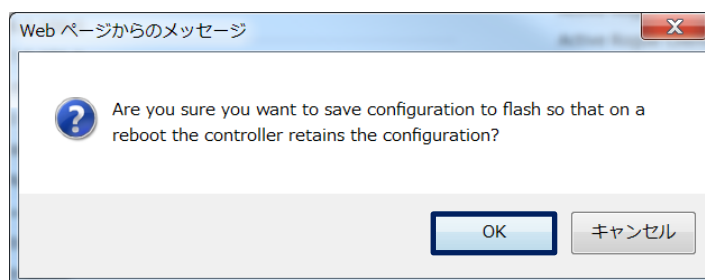 Web ページからのメッセージ
Are you sure you want to save configuration to flash so that on a
reboot the controller retains the configuration?
OK
キャンセル